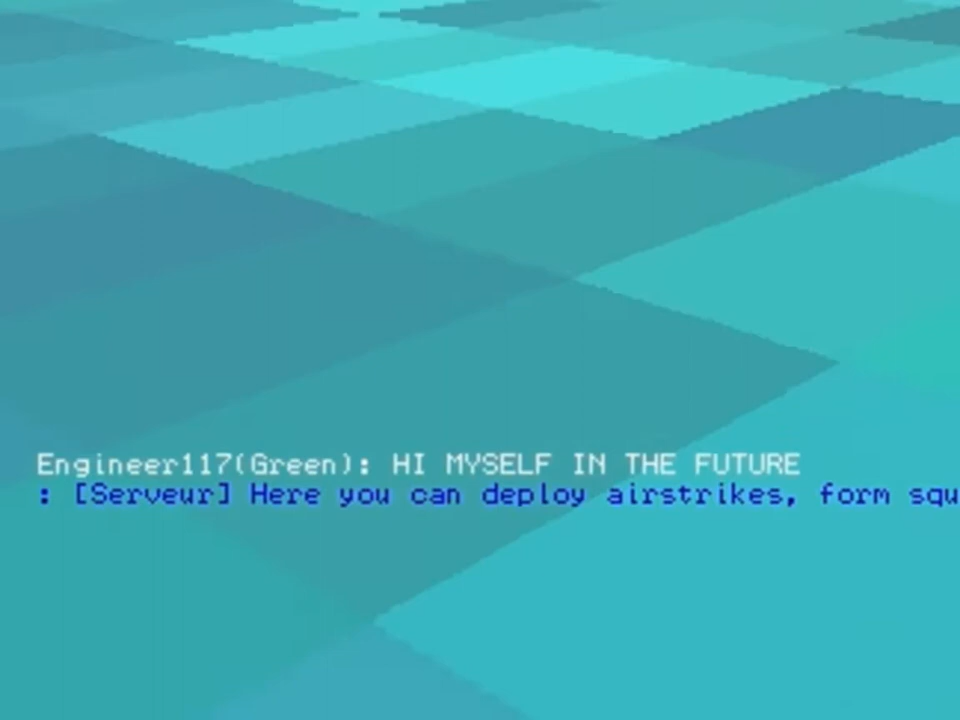 Engineer117(Green): HI MYSELF IN THE FUTURE
: [Serveur] Here you can deploy airstrikes, form squ